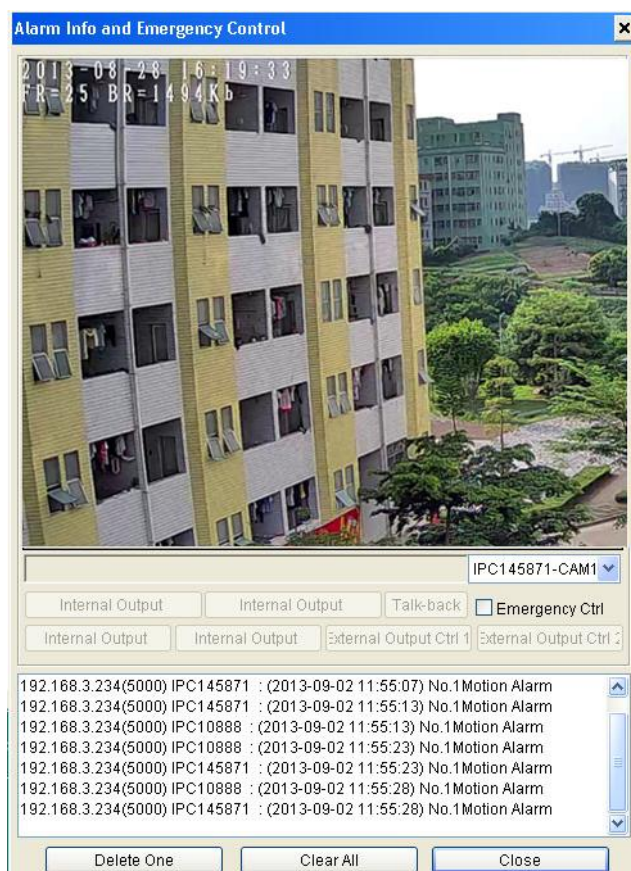 Alarm Info and Emergency Control
2013-08-28 16:19:33
FR=25 BR=1494Kb
IPC145871-CAM1
Internal Output Internal Output Talk-back Emergency Ctrl
Internal Output Internal Output External Output Ctrl 1 External Output Ctrl 2
192.168.3.234(5000) IPC145871 : (2013-09-02 11:55:07) No.1Motion Alarm
192.168.3.234(5000) IPC145871 : (2013-09-02 11:55:13) No.1Motion Alarm
192.168.3.234(5000) IPC10888 : (2013-09-02 11:55:13) No.1Motion Alarm
192.168.3.234(5000) IPC10888 : (2013-09-02 11:55:23) No.1Motion Alarm
192.168.3.234(5000) IPC145871 : (2013-09-02 11:55:23) No.1Motion Alarm
192.168.3.234(5000) IPC10888 : (2013-09-02 11:55:28) No.1Motion Alarm
192.168.3.234(5000) IPC145871 : (2013-09-02 11:55:28) No.1Motion Alarm
Delete One Clear All Close